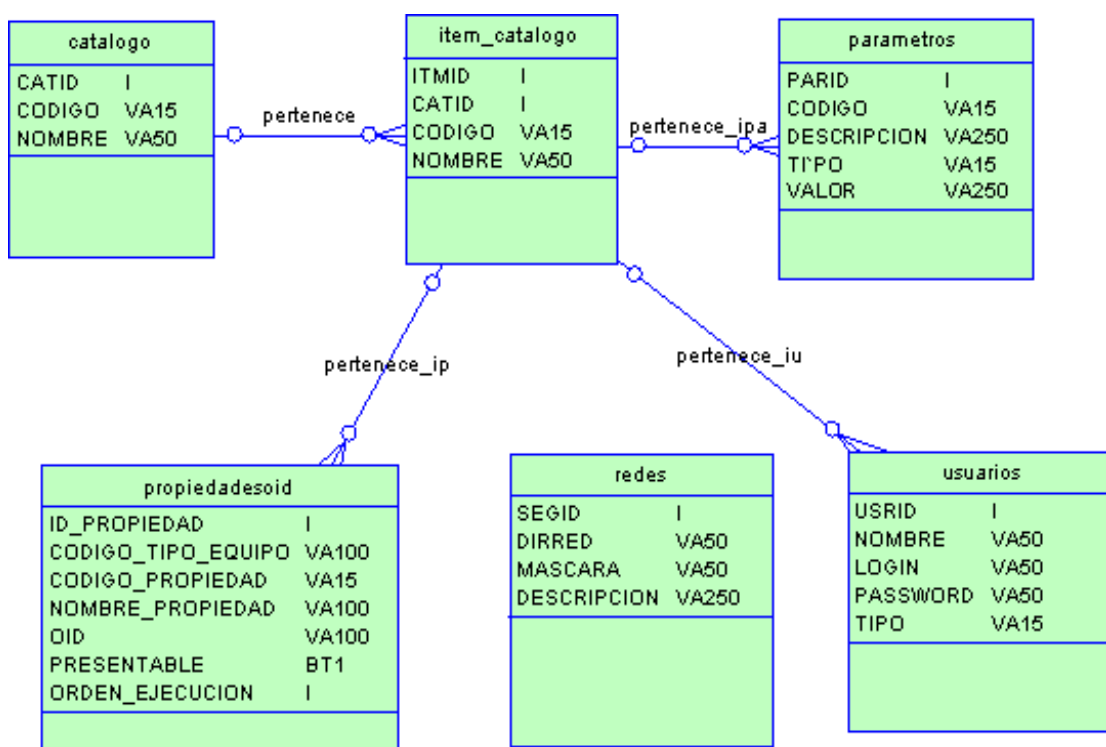 catalogo
CATID I
CODIGO VA15
NOMBRE VA50
pertenece
item_catalogo
ITMID I
CATID I
CODIGO VA15
NOMBRE VA50
pertenece_ipa
parametros
PARID I
CODIGO VA15
DESCRIPCION VA250
TIPO VA15
VALOR VA250
pertenece_ip
pertenece_iu
propiedadesoid
ID_PROPIEDAD I
CODIGO_TIPO_EQUIPO VA100
CODIGO_PROPIEDAD VA15
NOMBRE_PROPIEDAD VA100
OID VA100
PRESENTABLE BT1
ORDEN_EJECUCION I
redes
SEGID I
DIRRED VA50
MASCARA VA50
DESCRIPCION VA250
usuarios
USRID I
NOMBRE VA50
LOGIN VA50
PASSWORD VA50
TIPO VA15